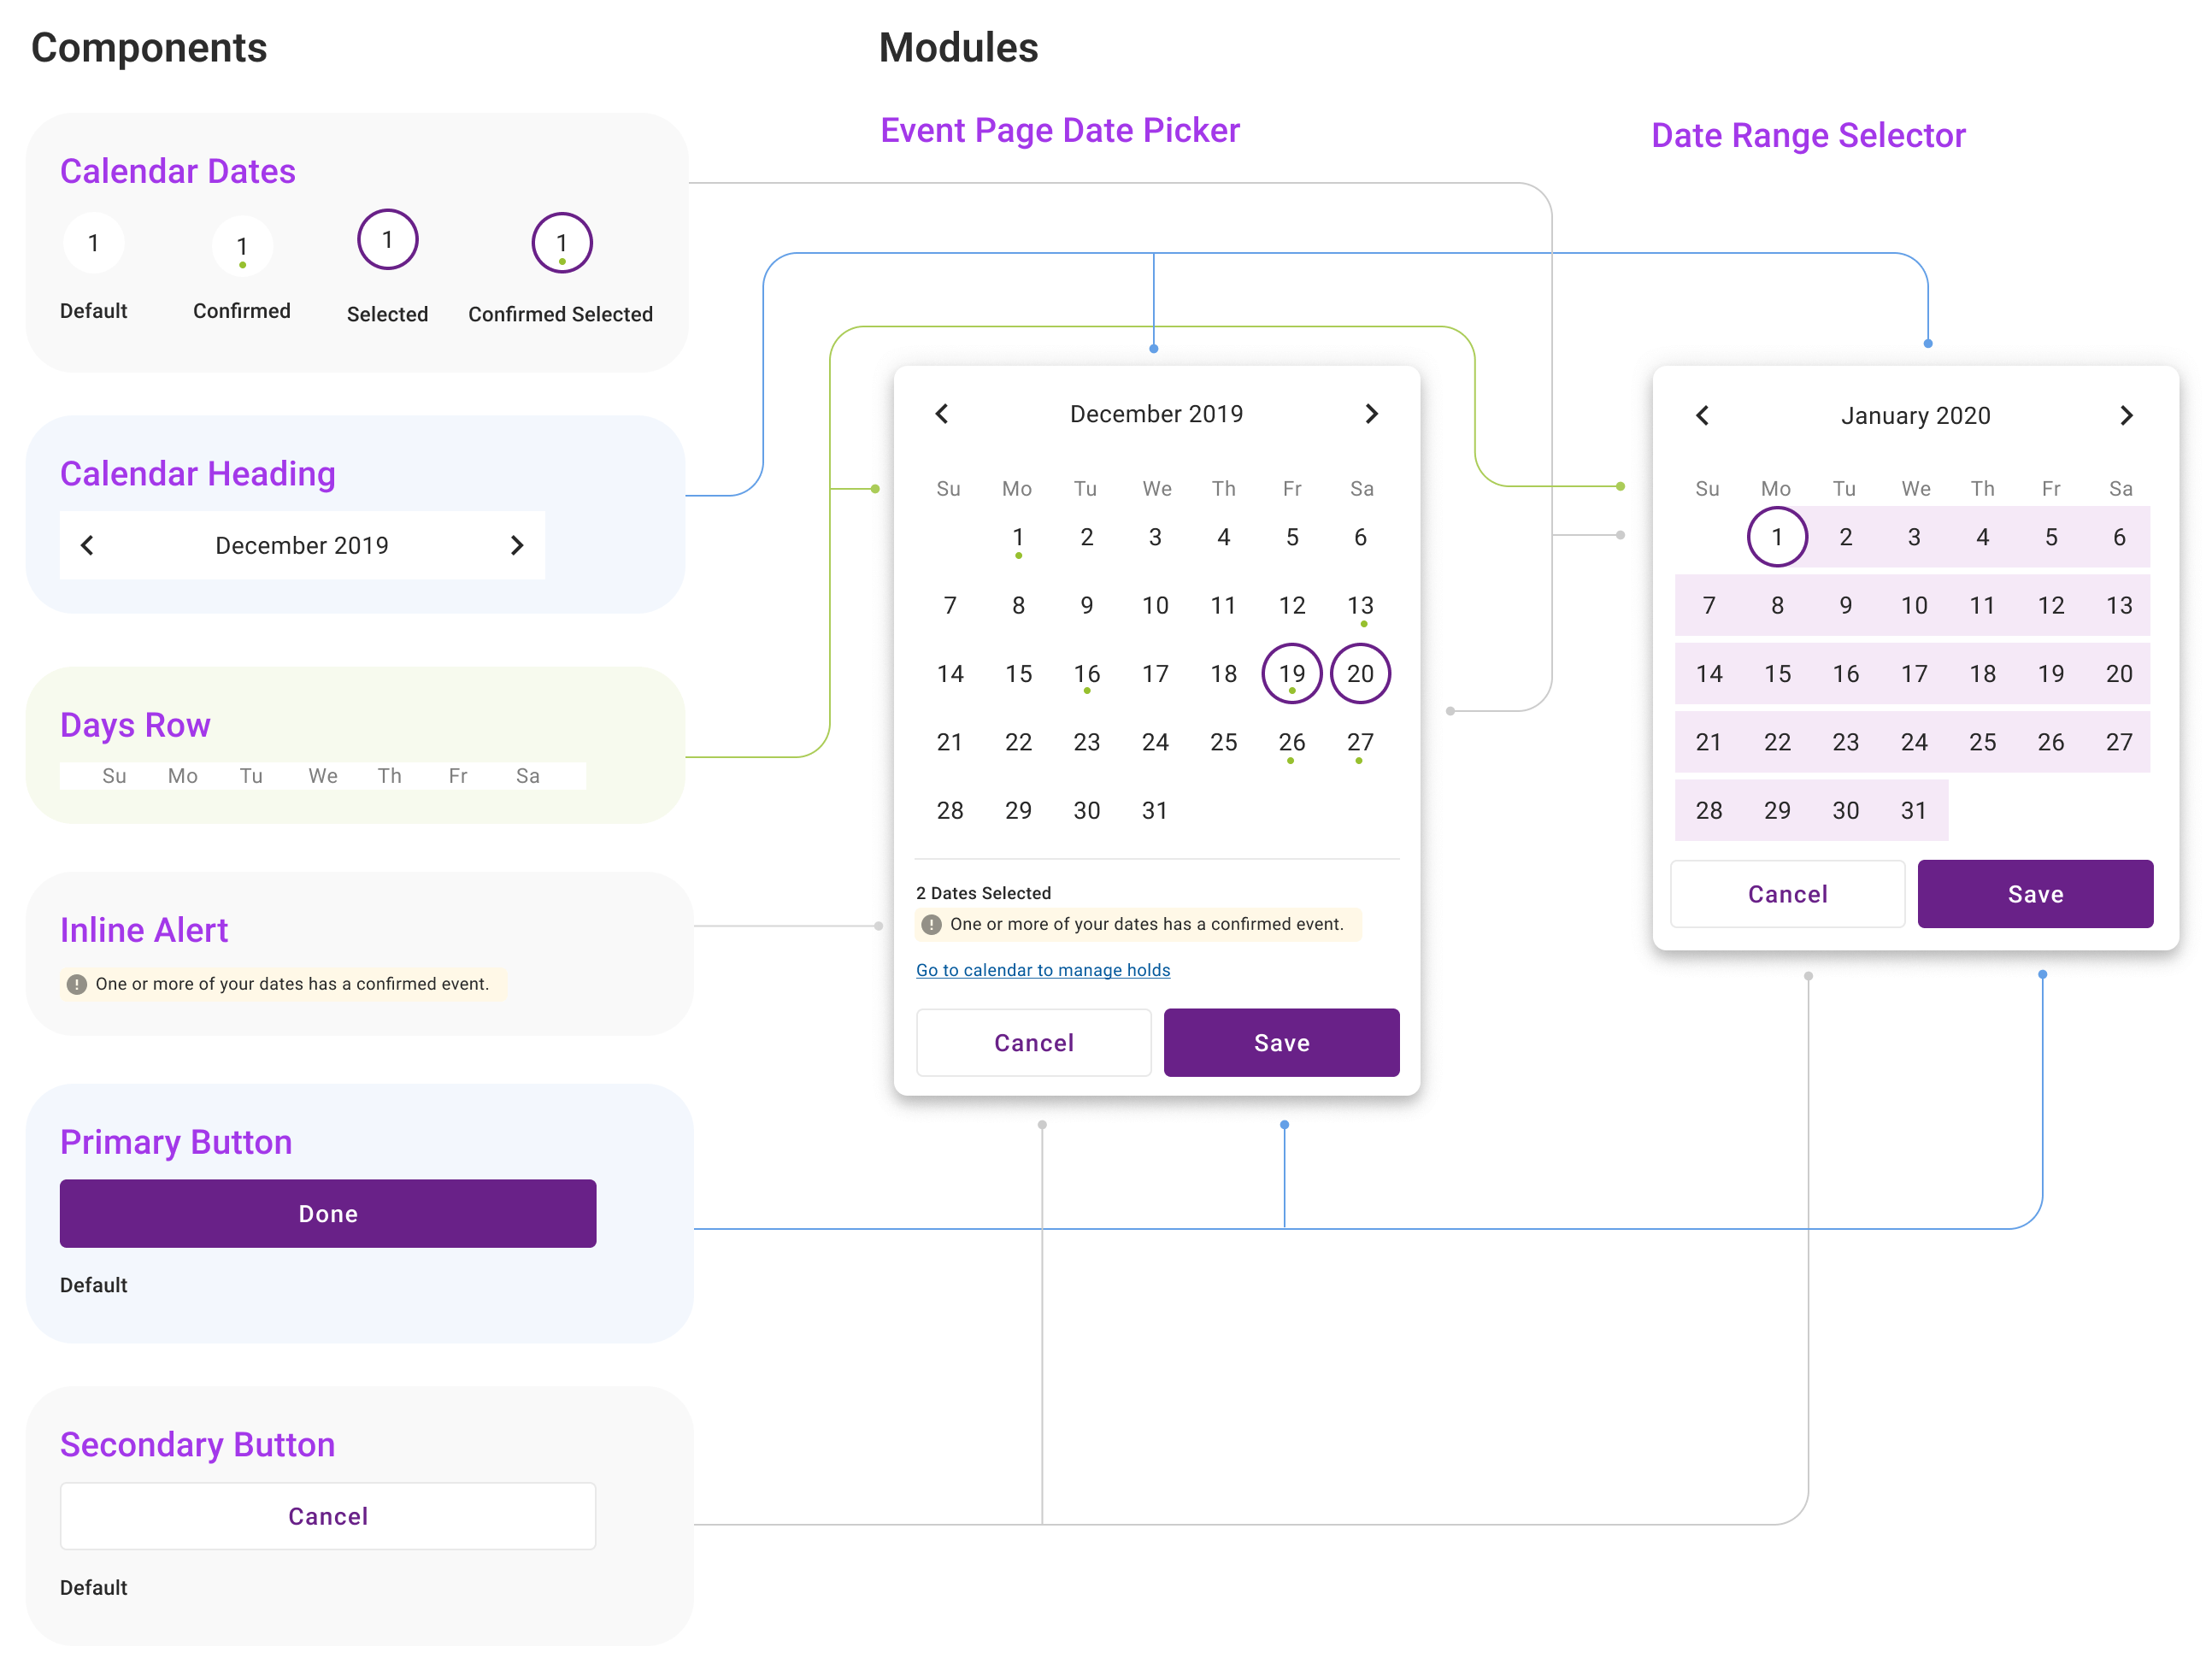 Components
Calendar Dates
1 1 1 1
Default Confirmed Selected Confirmed Selected
Calendar Heading
December 2019
Days Row
Su Mo Tu We Th Fr Sa
Inline Alert
! One or more of your dates has a confirmed event.
Primary Button
Done
Default
Secondary Button
Cancel
Default
Modules
Event Page Date Picker
December 2019
Su Mo Tu We Th Fr Sa
1 2 3 4 5 6
7 8 9 10 11 12 13
14 15 16 17 18 19 20
21 22 23 24 25 26 27
28 29 30 31
2 Dates Selected
! One or more of your dates has a confirmed event.
Go to calendar to manage holds
Cancel Save
Date Range Selector
January 2020
Su Mo Tu We Th Fr Sa
1 2 3 4 5 6
7 8 9 10 11 12 13
14 15 16 17 18 19 20
21 22 23 24 25 26 27
28 29 30 31
Cancel Save